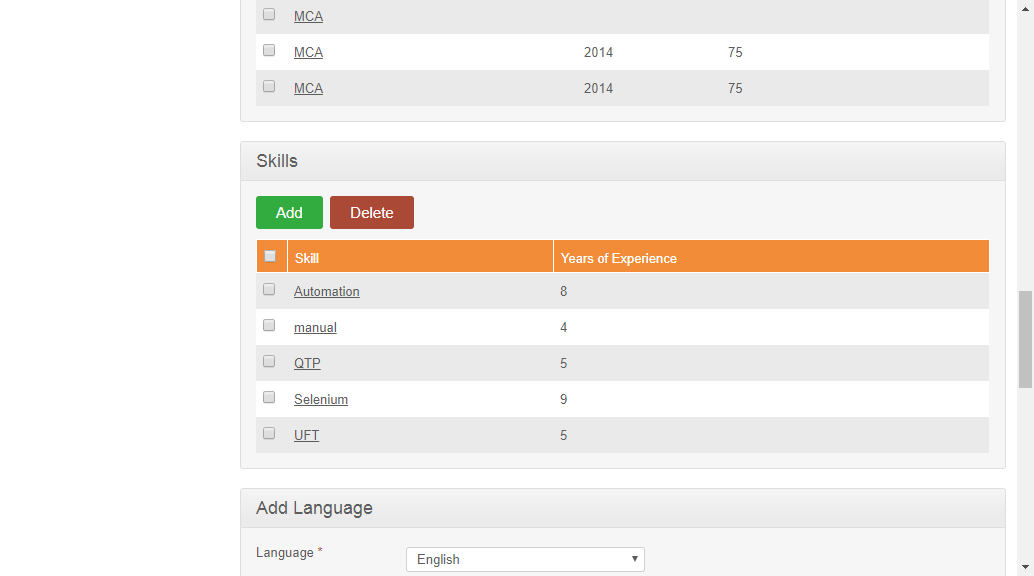 MCA
MCA 2014 75
MCA 2014 75
Skills
Add Delete
Skill Years of Experience
Automation 8
manual 4
QTP 5
Selenium 9
UFT 5
Add Language
Language * English